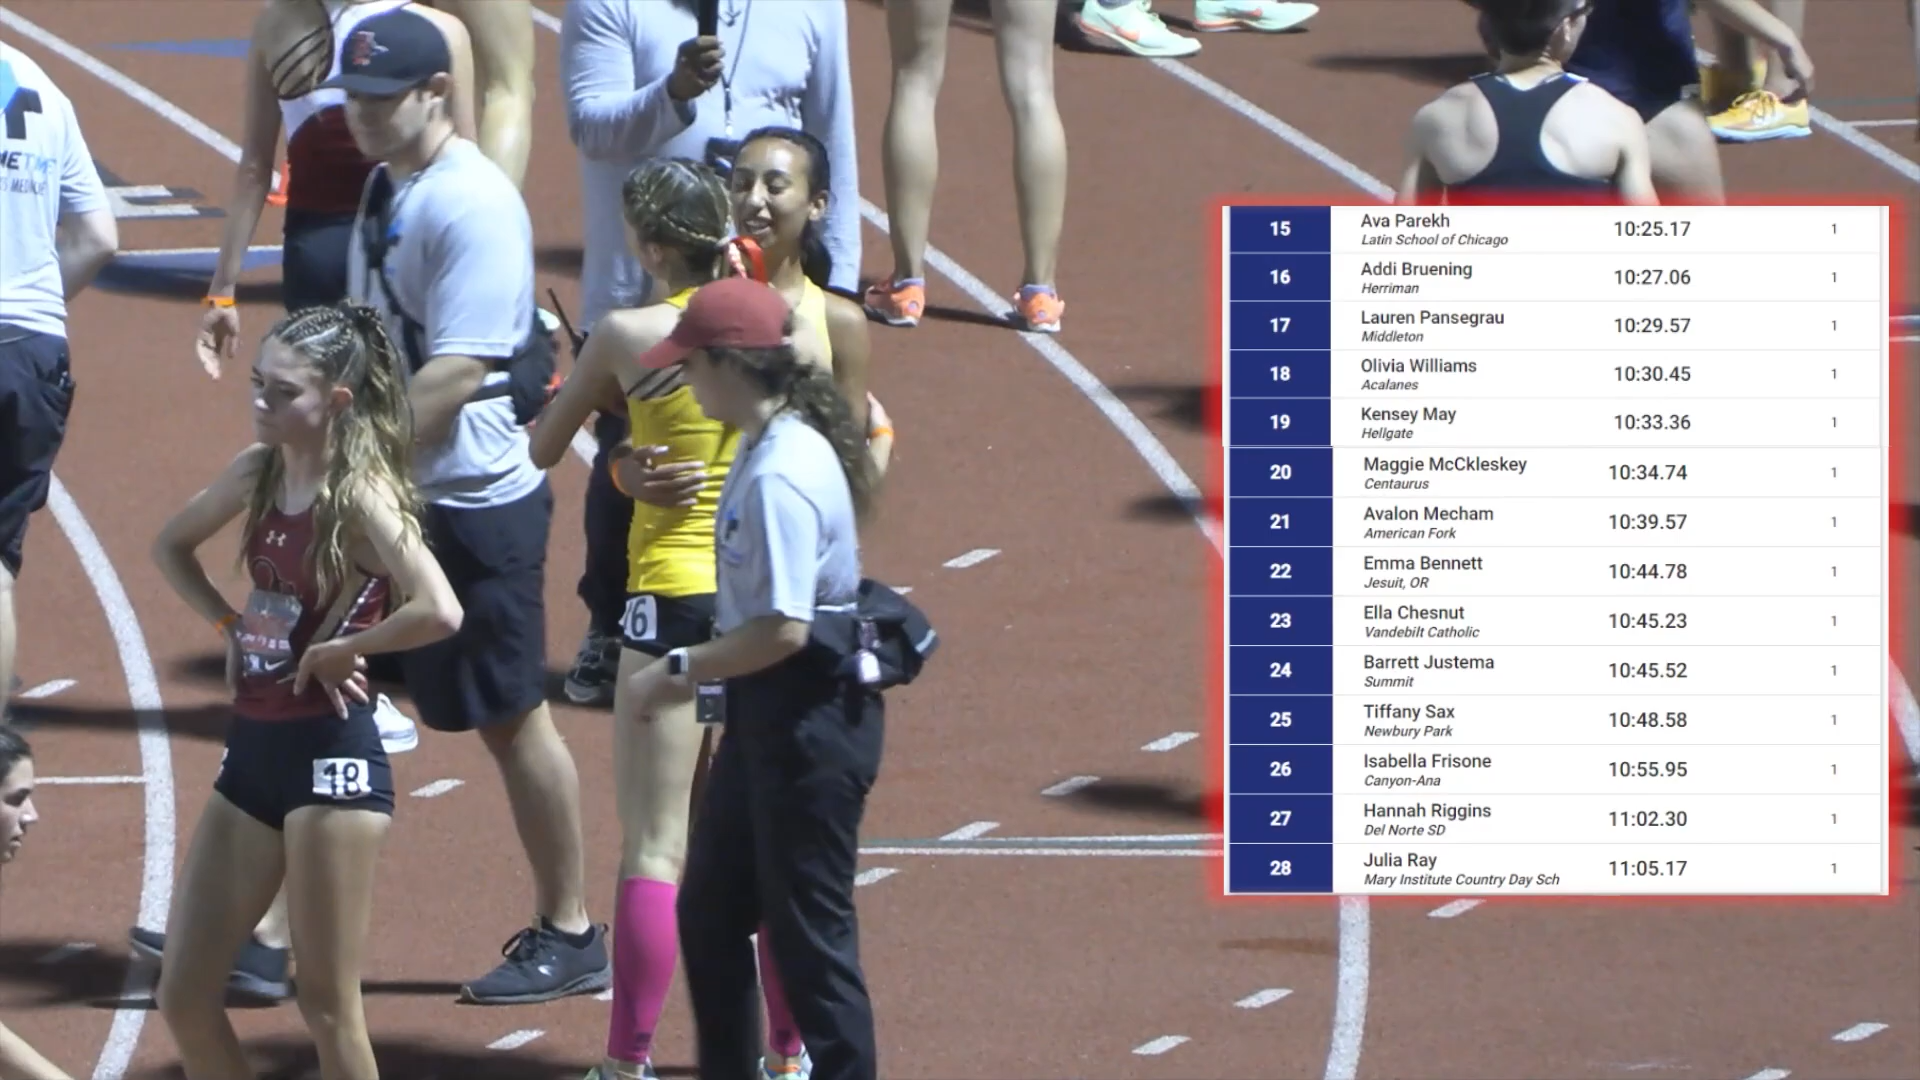 15 Ava Parekh 10:25.17 1
Latin School of Chicago
16 Addi Bruening 10:27.06 1
Herriman
17 Lauren Pansegrau 10:29.57 1
Middleton
18 Olivia Williams 10:30.45 1
Acalanes
19 Kensey May 10:33.36 1
Hellgate
20 Maggie McCkleskey 10:34.74 1
Centaurus
21 Avalon Mecham 10:39.57 1
American Fork
22 Emma Bennett 10:44.78 1
Jesuit, OR
23 Ella Chesnut 10:45.23 1
Vandebilt Catholic
24 Barrett Justema 10:45.52 1
Summit
25 Tiffany Sax 10:48.58 1
Newbury Park
26 Isabella Frisone 10:55.95 1
Canyon-Ana
27 Hannah Riggins 11:02.30 1
Del Norte SD
28 Julia Ray 11:05.17 1
Mary Institute Country Day Sch
18